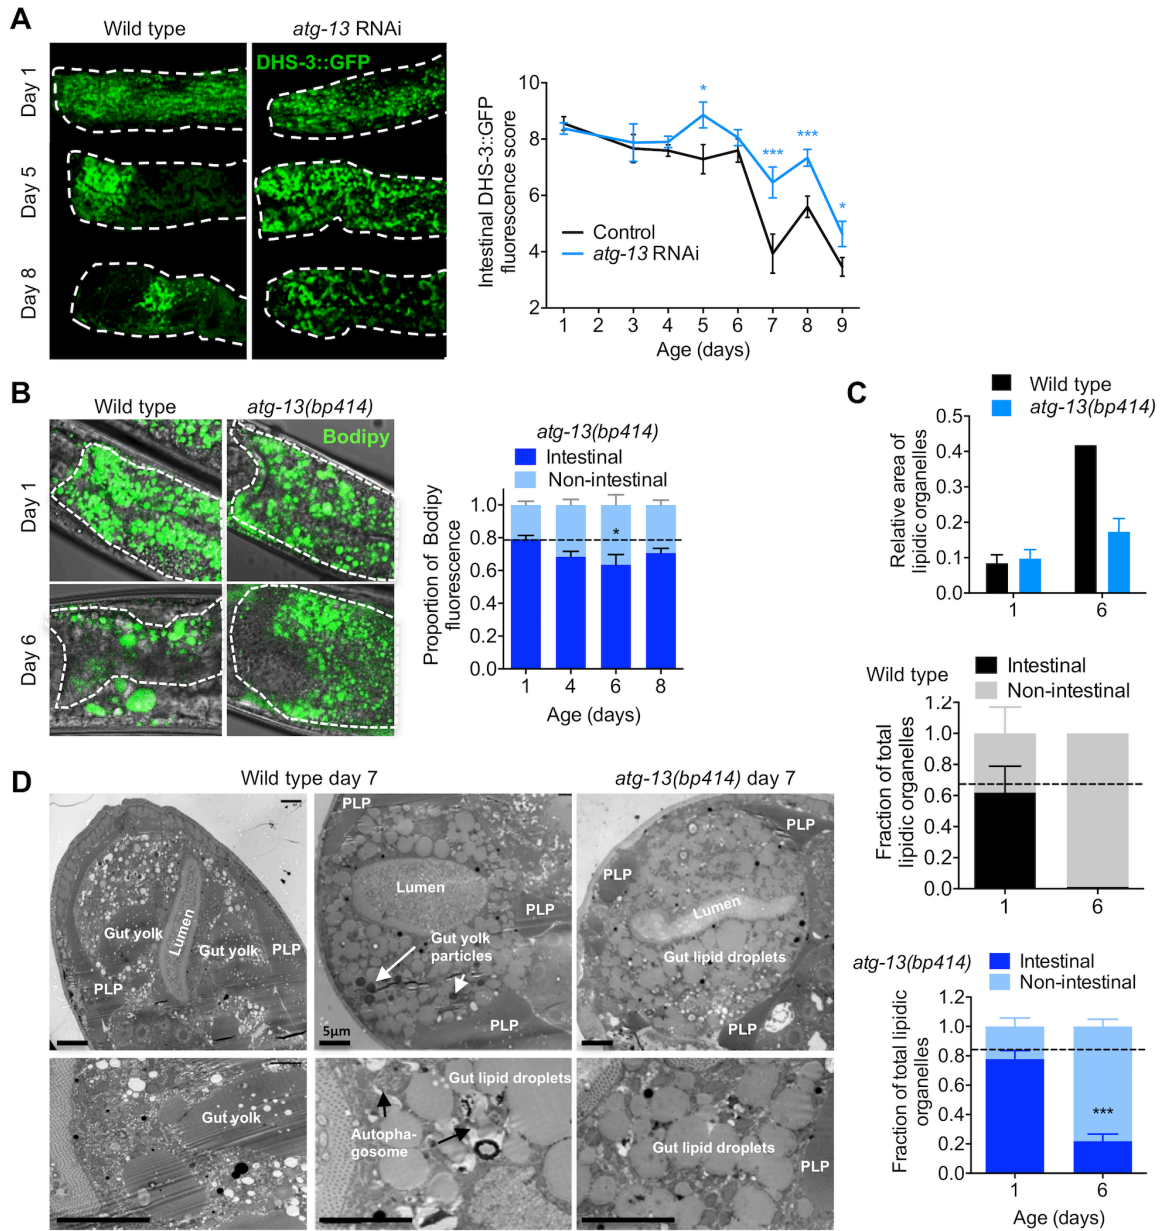 A
Wild type
atg-13 RNAi
DHS-3::GFP
Day 1
Day 5
Day 8
Intestinal DHS-3::GFP
fluorescence score
10
8
6
4
2
*
***
***
*
Control
atg-13 RNAi
1 2 3 4 5 6 7 8 9
Age (days)
B
Wild type
atg-13(bp414)
Bodipy
Day 1
Day 6
atg-13(bp414)
Intestinal
Non-intestinal
Proportion of Bodipy
fluorescence
1.0
0.8
0.6
0.4
0.2
0.0
*
1 4 6 8
Age (days)
C
Wild type
atg-13(bp414)
Relative area of
lipidic organelles
0.5
0.4
0.3
0.2
0.1
0.0
1 6
Wild type
Intestinal
Non-intestinal
Fraction of total
lipidic organelles
1.2
1.0
0.8
0.6
0.4
0.2
0.0
1 6
atg-13(bp414)
Intestinal
Non-intestinal
Fraction of total lipidic
organelles
1.2
1.0
0.8
0.6
0.4
0.2
0.0
***
1 6
Age (days)
D
Wild type day 7
atg-13(bp414) day 7
Gut yolk
Lumen
Gut yolk
PLP
PLP
PLP
Lumen
PLP
Gut yolk
particles
PLP
5µm
PLP
PLP
Lumen
Gut lipid droplets
PLP
Gut yolk
Gut lipid droplets
Autopha-
gosome
Gut lipid droplets
PLP